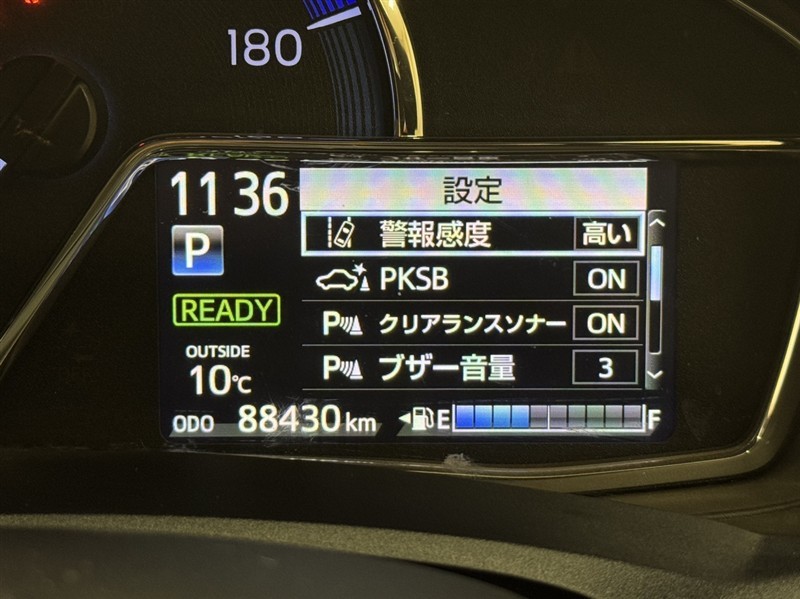 180
11 36
設定
警報感度 高い
P
PKSB ON
READY
P クリアランスソナー ON
OUTSIDE
10℃
P ブザー音量 3
ODO 88430 km
E F